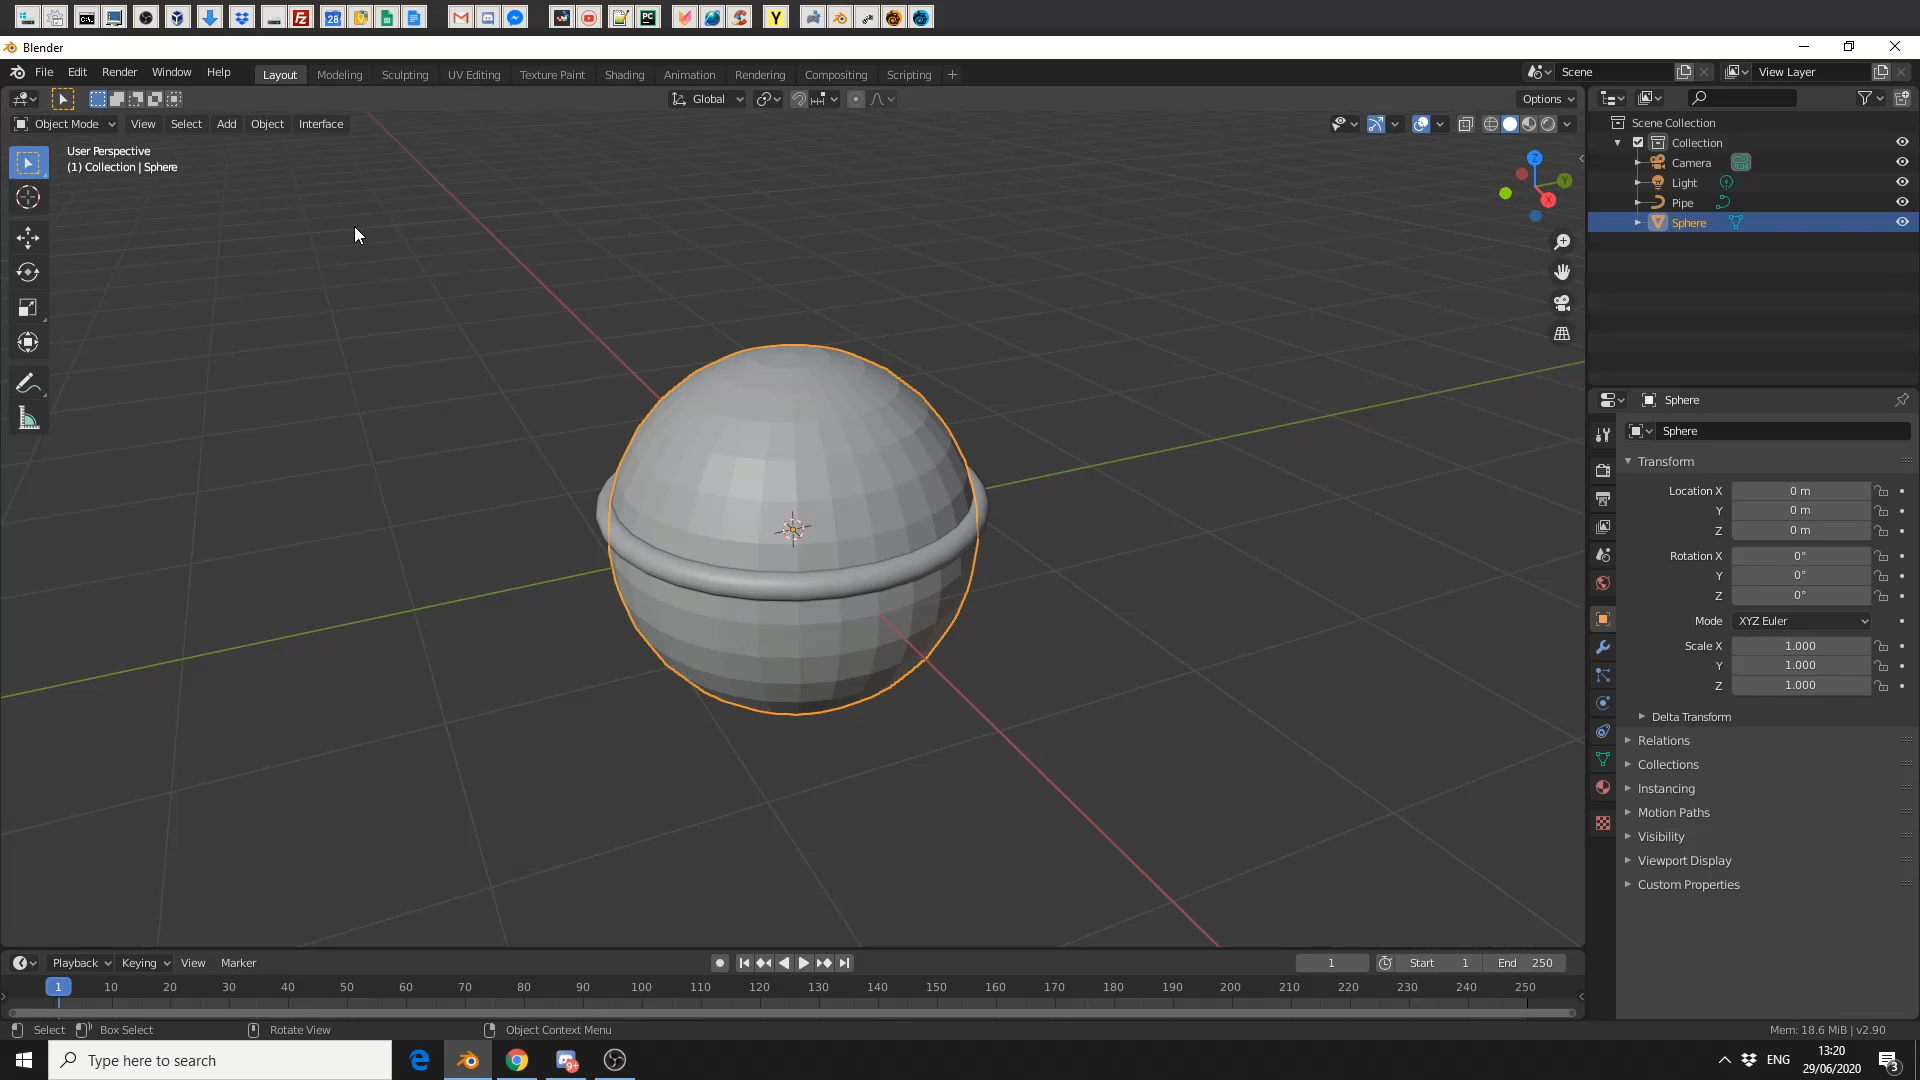 28
Y
Blender
File Edit Render Window Help Layout Modeling Sculpting UV Editing Texture Paint Shading Animation Rendering Compositing Scripting + Scene View Layer
Global Options
Object Mode View Select Add Object Interface
User Perspective
(1) Collection | Sphere
Z
Y
X
Scene Collection
Collection
Camera
Light
Pipe
Sphere
Sphere
Sphere
Transform
Location X 0 m
Y 0 m
Z 0 m
Rotation X 0°
Y 0°
Z 0°
Mode XYZ Euler
Scale X 1.000
Y 1.000
Z 1.000
Delta Transform
Relations
Collections
Instancing
Motion Paths
Visibility
Viewport Display
Custom Properties
Playback Keying View Marker 1 Start 1 End 250
1 10 20 30 40 50 60 70 80 90 100 110 120 130 140 150 160 170 180 190 200 210 220 230 240 250
Select Box Select Rotate View Object Context Menu Mem: 18.6 MiB | v2.90
Type here to search 9+ ENG 13:20
29/06/2020 3